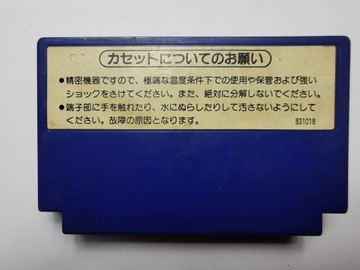 カセットについてのお願い
●精密機器ですので、極端な温度条件下での使用や保管および強い
ショックをさけてください。また、絶対に分解しないでください。
●端子部に手を触れたり、水にぬらしたりして汚さないようにして
ください。故障の原因となります。
831018